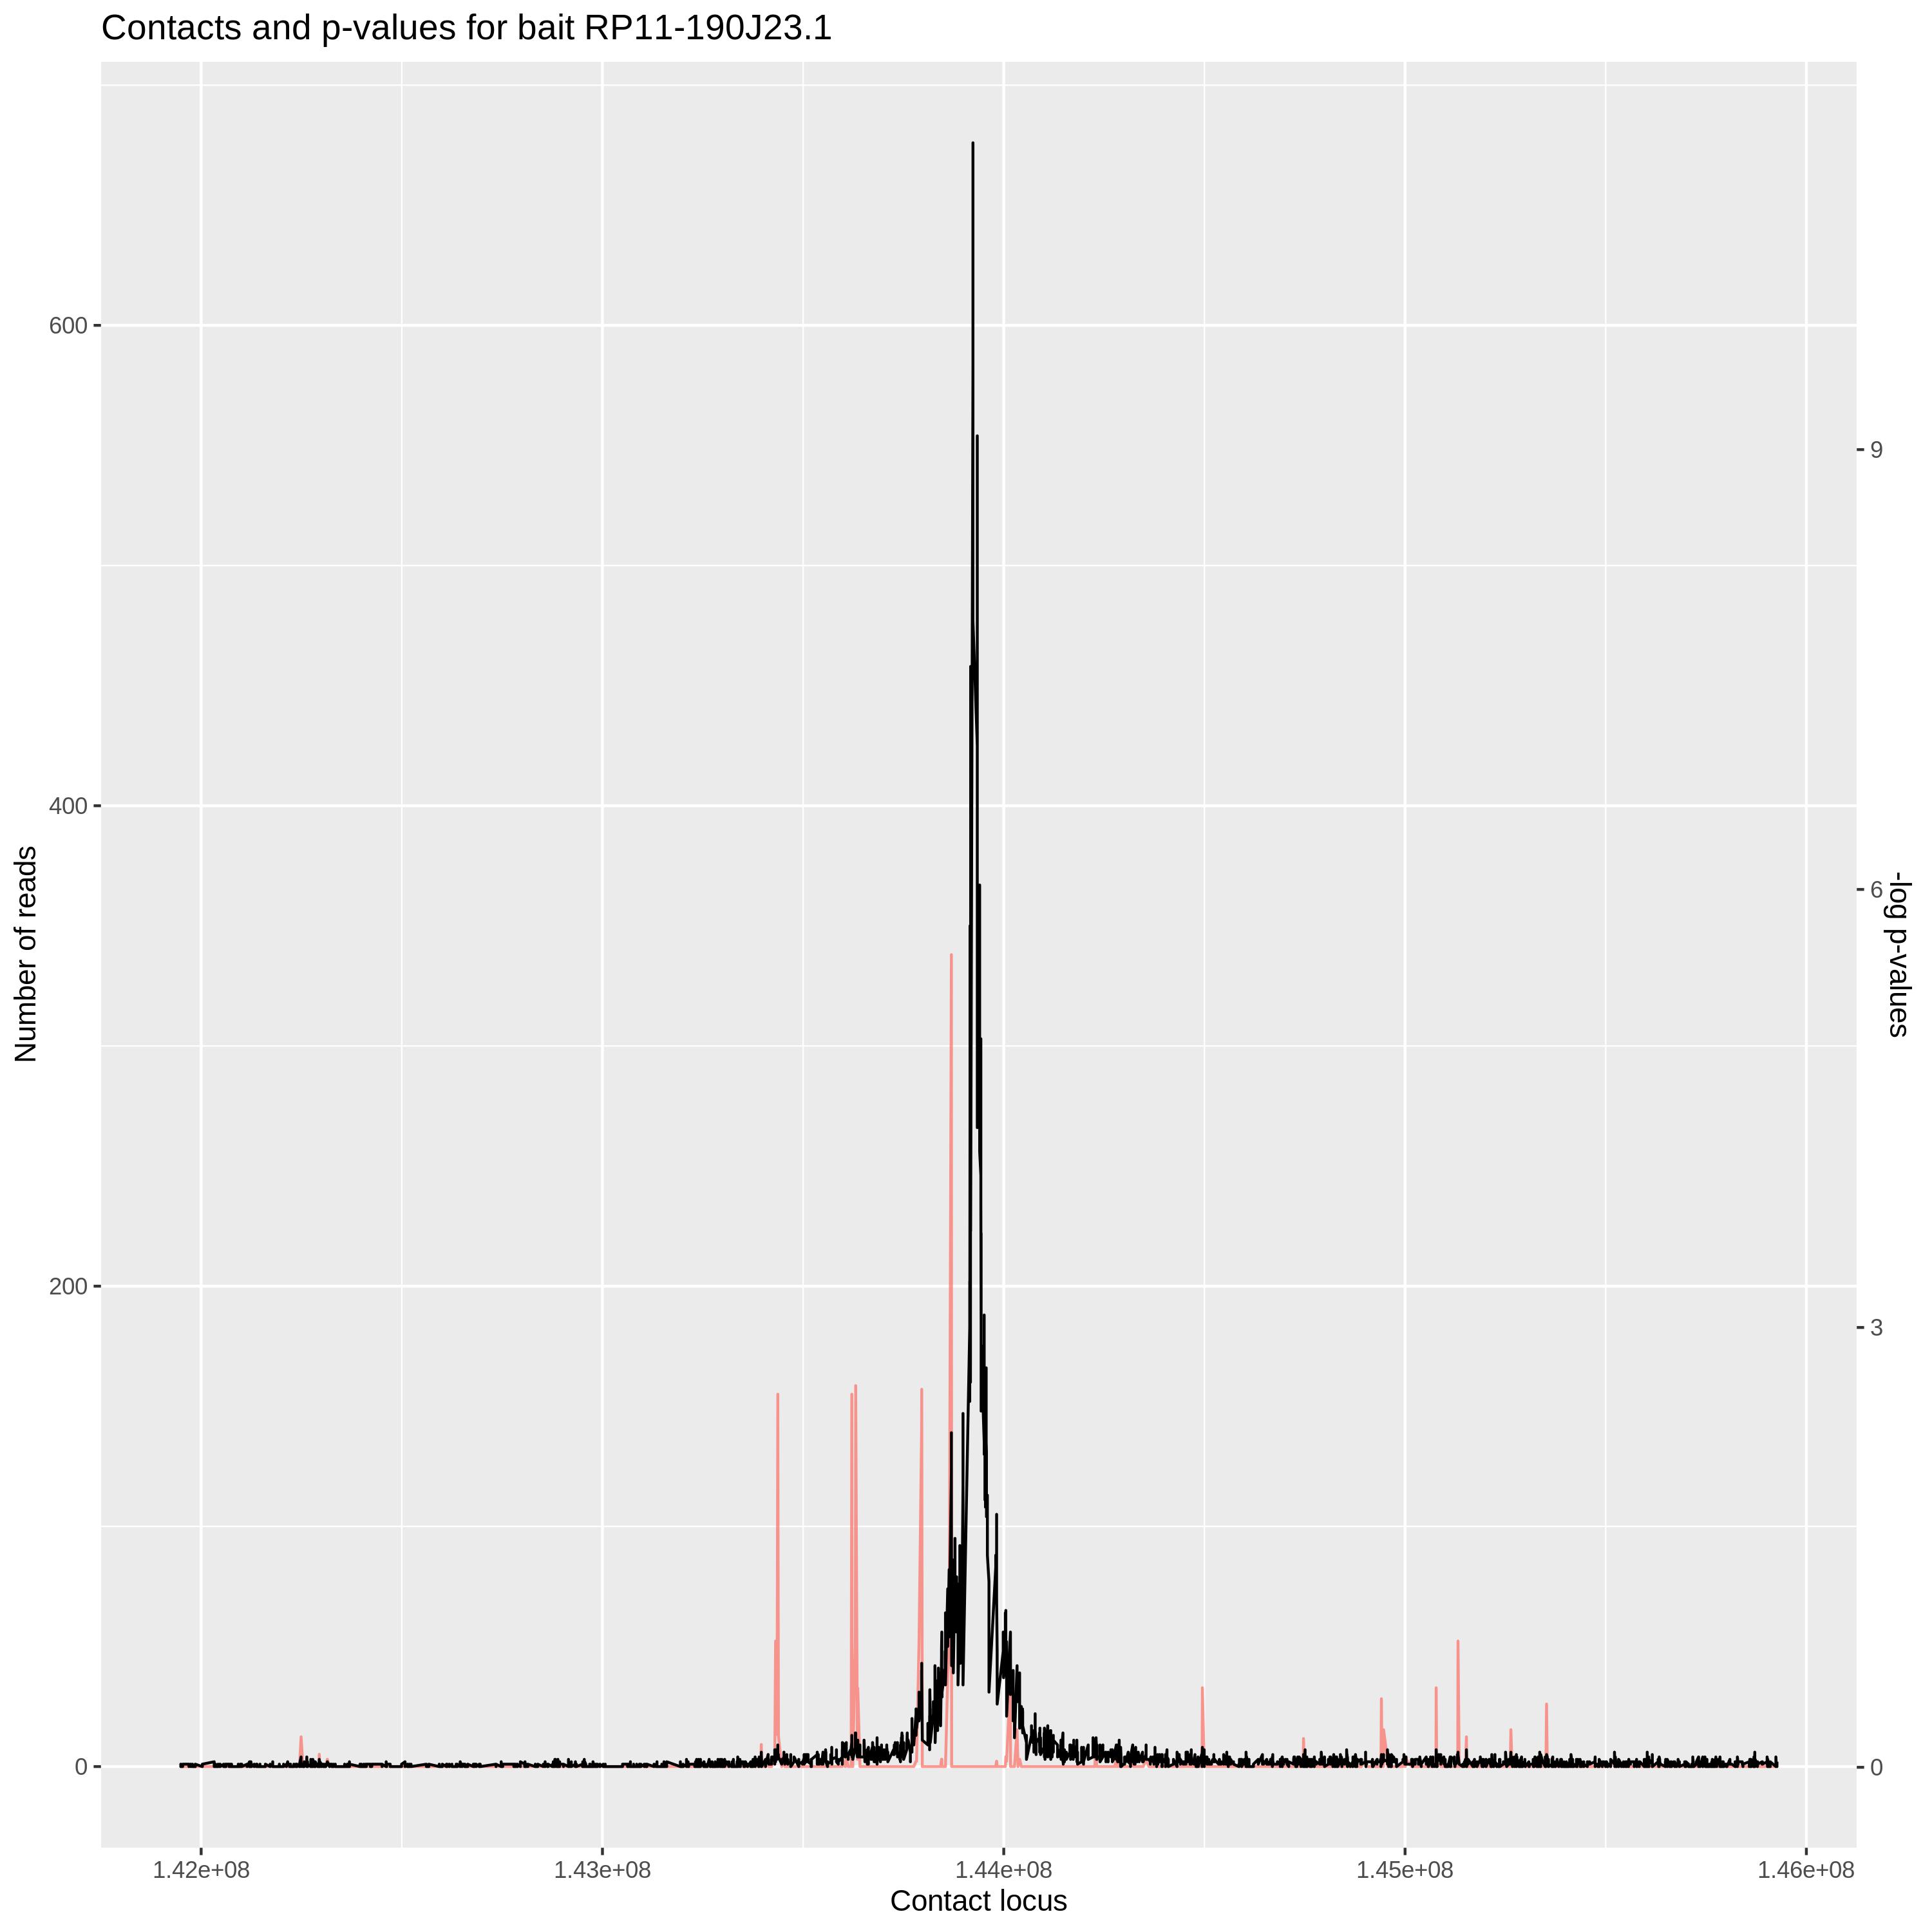 Contacts and p-values for bait RP11-190J23.1
600
400
200
0
Number of reads
9
6
3
0
-log p-values
1.42e+08
1.43e+08
1.44e+08
1.45e+08
1.46e+08
Contact locus